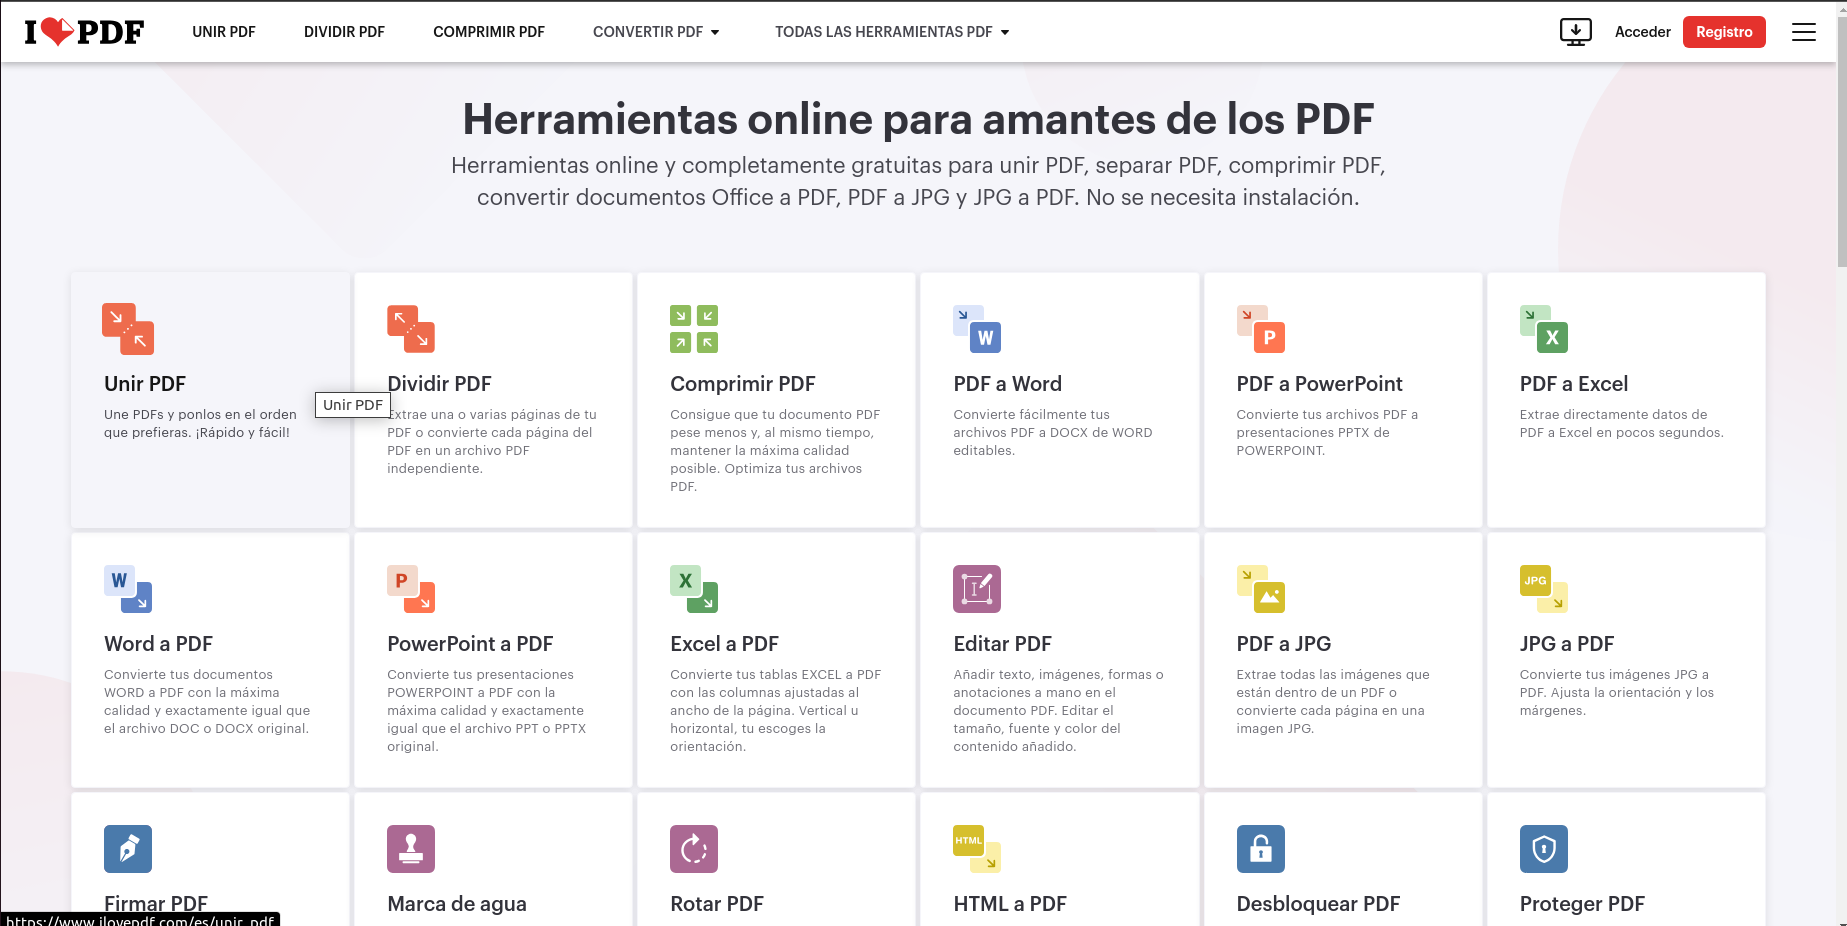 I PDF
UNIR PDF
DIVIDIR PDF
COMPRIMIR PDF
CONVERTIR PDF
TODAS LAS HERRAMIENTAS PDF
Acceder
Registro
Herramientas online para amantes de los PDF
Herramientas online y completamente gratuitas para unir PDF, separar PDF, comprimir PDF,
convertir documentos Office a PDF, PDF a JPG y JPG a PDF. No se necesita instalación.
Unir PDF
Une PDFs y ponlos en el orden
que prefieras. ¡Rápido y fácil!
Unir PDF
Dividir PDF
Extrae una o varias páginas de tu
PDF o convierte cada página del
PDF en un archivo PDF
independiente.
Comprimir PDF
Consigue que tu documento PDF
pese menos y, al mismo tiempo,
mantener la máxima calidad
posible. Optimiza tus archivos
PDF.
W
PDF a Word
Convierte fácilmente tus
archivos PDF a DOCX de WORD
editables.
P
PDF a PowerPoint
Convierte tus archivos PDF a
presentaciones PPTX de
POWERPOINT.
X
PDF a Excel
Extrae directamente datos de
PDF a Excel en pocos segundos.
W
Word a PDF
Convierte tus documentos
WORD a PDF con la máxima
calidad y exactamente igual que
el archivo DOC o DOCX original.
P
PowerPoint a PDF
Convierte tus presentaciones
POWERPOINT a PDF con la
máxima calidad y exactamente
igual que el archivo PPT o PPTX
original.
X
Excel a PDF
Convierte tus tablas EXCEL a PDF
con las columnas ajustadas al
ancho de la página. Vertical u
horizontal, tu escoges la
orientación.
Editar PDF
Añadir texto, imágenes, formas o
anotaciones a mano en el
documento PDF. Editar el
tamaño, fuente y color del
contenido añadido.
PDF a JPG
Extrae todas las imágenes que
están dentro de un PDF o
convierte cada página en una
imagen JPG.
JPG
JPG a PDF
Convierte tus imágenes JPG a
PDF. Ajusta la orientación y los
márgenes.
Firmar PDF
Marca de agua
Rotar PDF
HTML
HTML a PDF
Desbloquear PDF
Proteger PDF
https://www.ilovepdf.com/es/unir_pdf